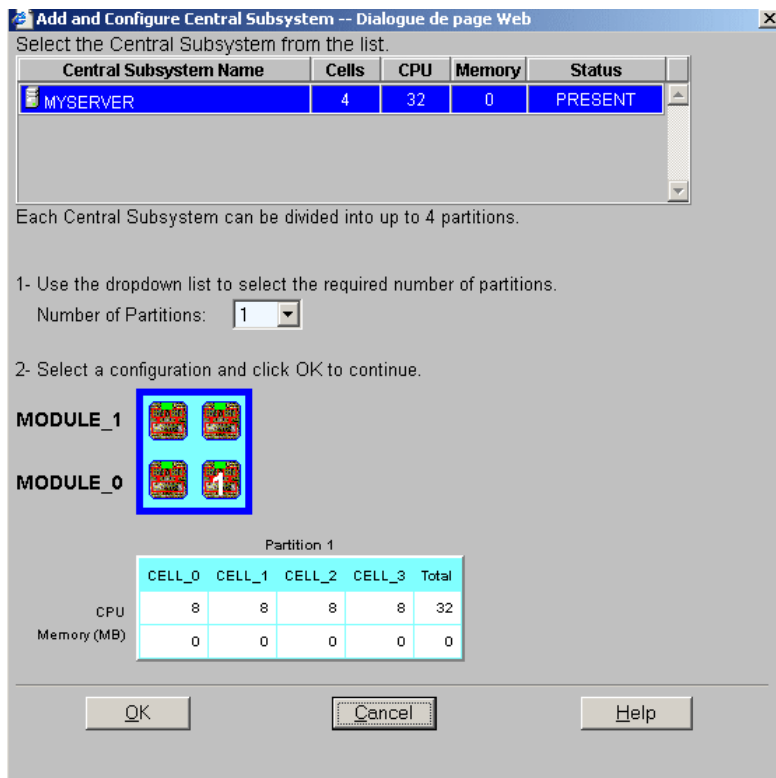 Add and Configure Central Subsystem -- Dialogue de page Web
Select the Central Subsystem from the list.
Central Subsystem Name Cells CPU Memory Status
MYSERVER 4 32 0 PRESENT
Each Central Subsystem can be divided into up to 4 partitions.
1- Use the dropdown list to select the required number of partitions.
Number of Partitions: 1
2- Select a configuration and click OK to continue.
MODULE_1
MODULE_0 1
Partition 1
CELL_0 CELL_1 CELL_2 CELL_3 Total
CPU 8 8 8 8 32
Memory (MB) 0 0 0 0 0
OK Cancel Help